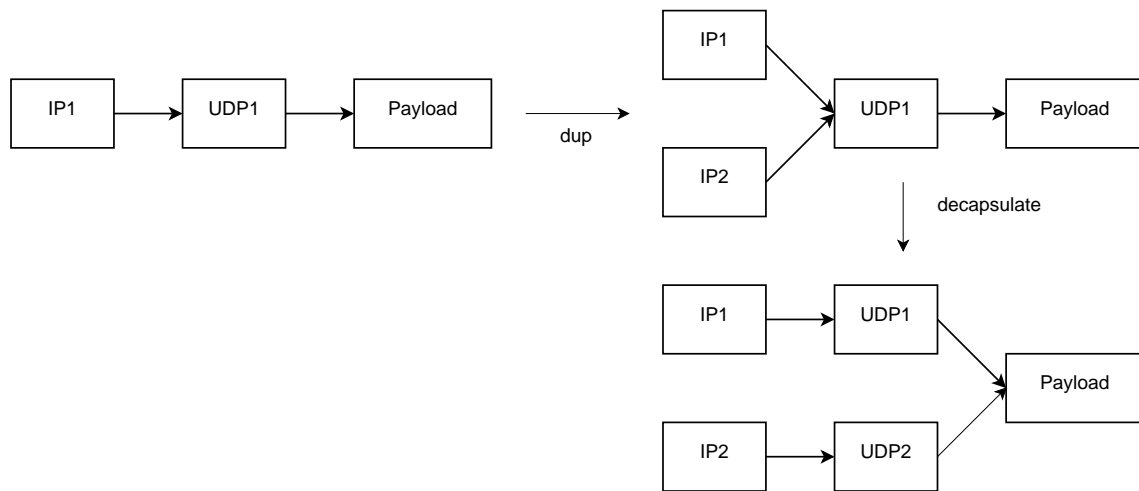 IP1
UDP1
Payload
dup
IP1
IP2
UDP1
Payload
decapsulate
IP1
UDP1
Payload
IP2
UDP2